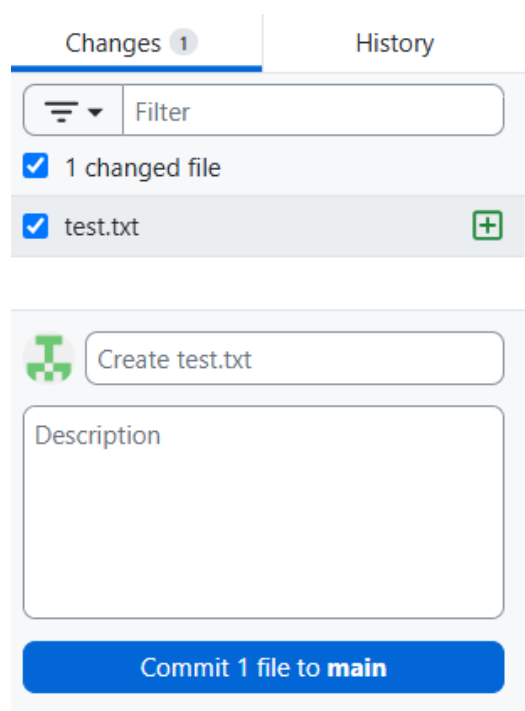 Changes 1 History
Filter
1 changed file
test.txt
Create test.txt
Description
Commit 1 file to main